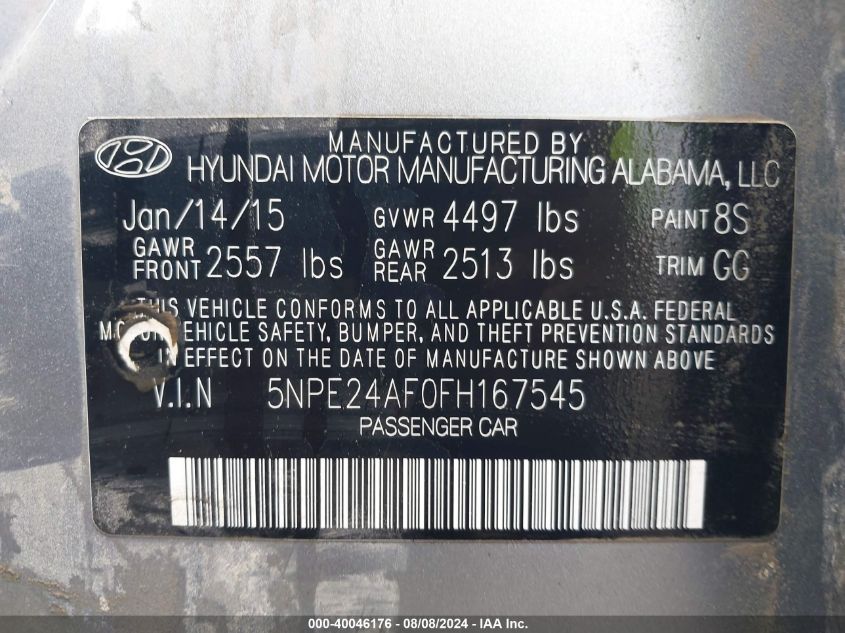 MANUFACTURED BY
HYUNDAI MOTOR MANUFACTURING ALABAMA, LLC
Jan/14/15 GVWR 4497 lbs PAINT 8S
GAWR FRONT 2557 lbs GAWR REAR 2513 lbs TRIM GG
THIS VEHICLE CONFORMS TO ALL APPLICABLE U.S.A. FEDERAL
VEHICLE SAFETY, BUMPER, AND THEFT PREVENTION STANDARDS
IN EFFECT ON THE DATE OF MANUFACTURE SHOWN ABOVE
V.I.N 5NPE24AF0FH167545
PASSENGER CAR
000-40046176 - 08/08/2024 - IAA Inc.